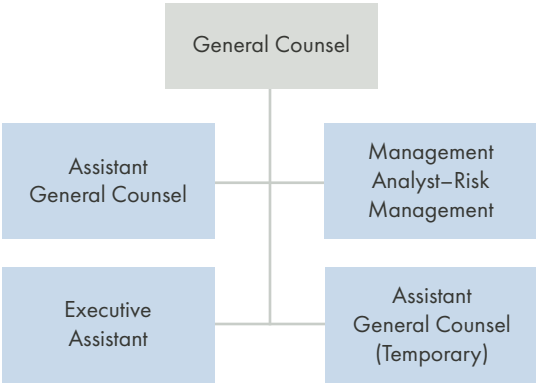 General Counsel
Assistant
General Counsel
Management
Analyst–Risk
Management
Executive
Assistant
Assistant
General Counsel
(Temporary)